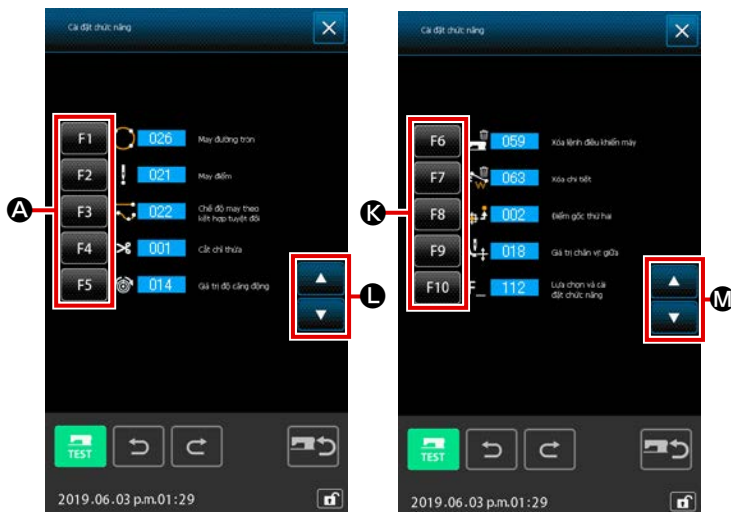 Cài đặt chức năng
F1 026 May đường tròn
F2 021 May điểm
F3 022 Chế độ may theo
kết hợp tuyệt đối
F4 001 Cắt chỉ thừa
F5 014 Giá trị độ căng động
A
L
TEST
2019.06.03 p.m.01:29
Cài đặt chức năng
F6 059 Xóa lệnh điều khiển máy
F7 063 Xóa chi tiết
F8 002 Điểm gốc thứ hai
F9 018 Giá trị chân vịt giữa
F10 F_ 112 Lựa chọn và cài
đặt chức năng
K
M
TEST
2019.06.03 p.m.01:29